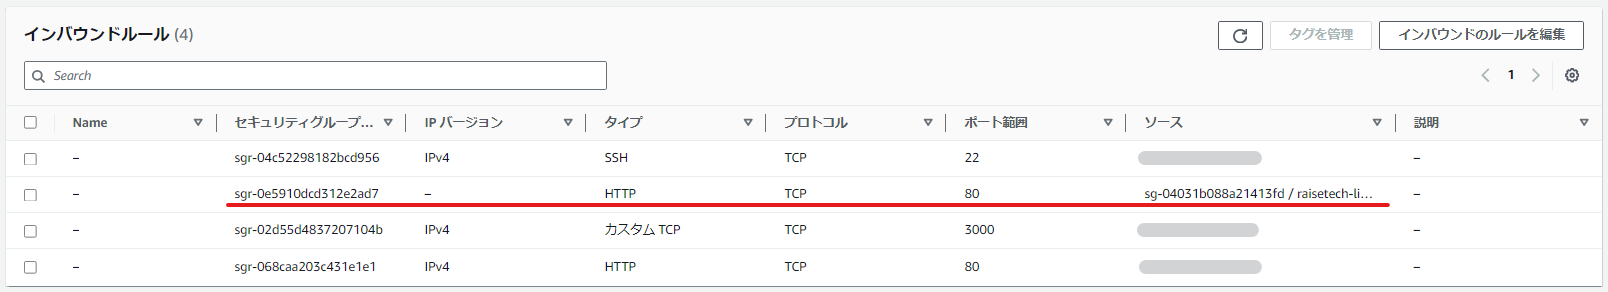 インバウンドルール (4)
タグを管理
インバウンドのルールを編集
Search
1
Name セキュリティグループ... IP バージョン タイプ プロトコル ポート範囲 ソース 説明
– sgr-04c52298182bcd956 IPv4 SSH TCP 22 –
– sgr-0e5910dcd312e2ad7 – HTTP TCP 80 sg-04031b088a21413fd / raisetech-li... –
– sgr-02d55d4837207104b IPv4 カスタム TCP TCP 3000 –
– sgr-068caa203c431e1e1 IPv4 HTTP TCP 80 –